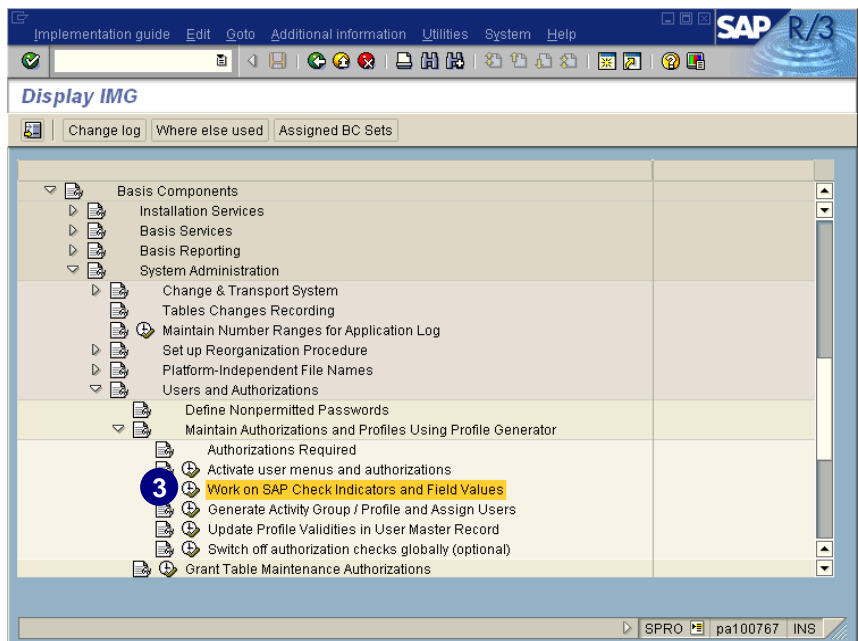 Implementation guide Edit Goto Additional information Utilities System Help
SAP R/3
Display IMG
Change log Where else used Assigned BC Sets
Basis Components
Installation Services
Basis Services
Basis Reporting
System Administration
Change & Transport System
Tables Changes Recording
Maintain Number Ranges for Application Log
Set up Reorganization Procedure
Platform-Independent File Names
Users and Authorizations
Define Nonpermitted Passwords
Maintain Authorizations and Profiles Using Profile Generator
Authorizations Required
Activate user menus and authorizations
3 Work on SAP Check Indicators and Field Values
Generate Activity Group / Profile and Assign Users
Update Profile Validities in User Master Record
Switch off authorization checks globally (optional)
Grant Table Maintenance Authorizations
SPRO pa100767 INS